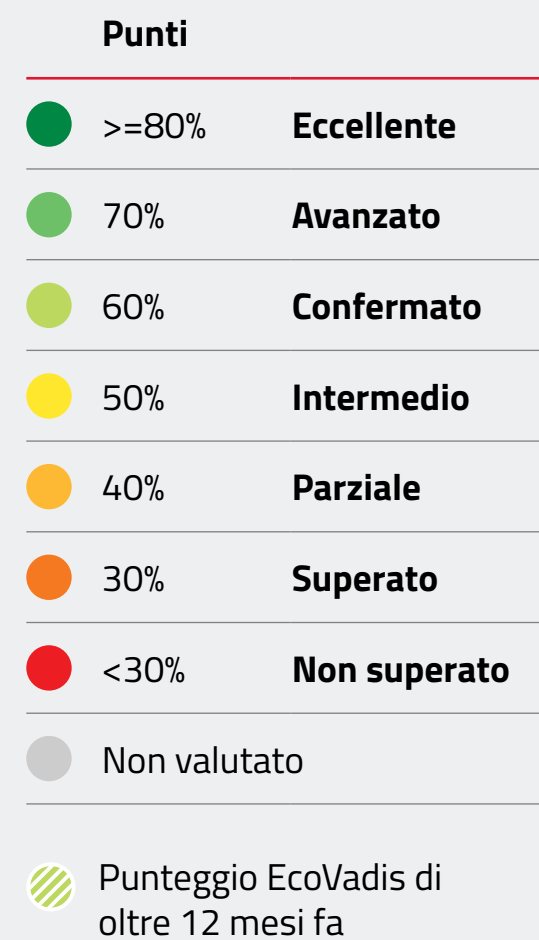 Punti
>=80% Eccellente
70% Avanzato
60% Confermato
50% Intermedio
40% Parziale
30% Superato
<30% Non superato
Non valutato
Punteggio EcoVadis di
oltre 12 mesi fa